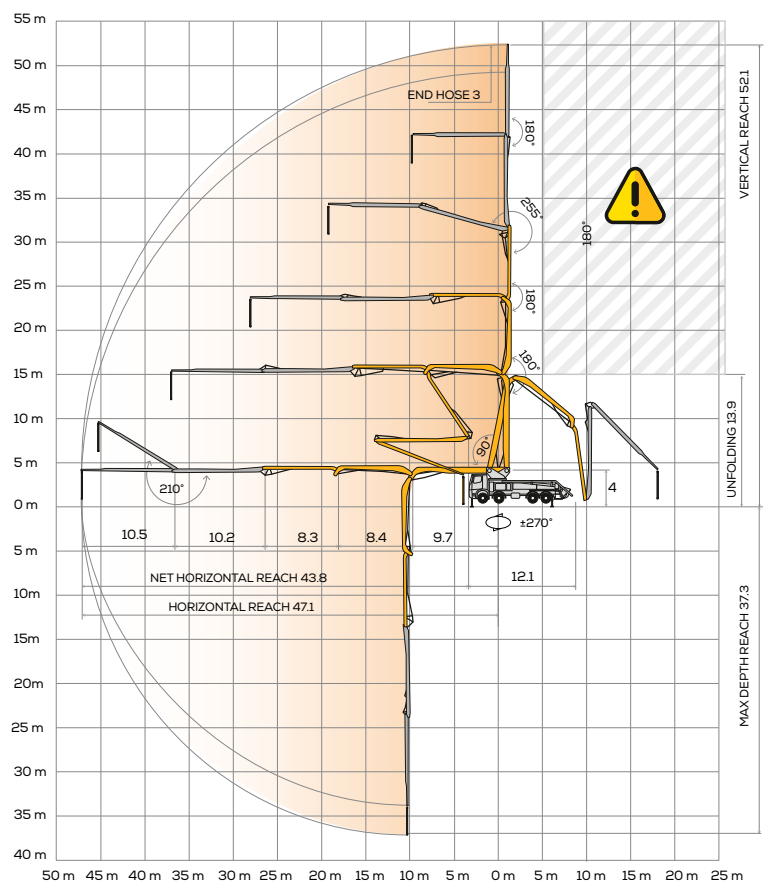 55 m
50 m
END HOSE 3
45 m
180°
VERTICAL REACH 52.1
40 m
35 m
255°
180°
30 m
25 m
180°
20 m
180°
15 m
10 m
90°
UNFOLDING 13.9
5 m
210°
4
0 m
±270°
10.5 10.2 8.3 8.4 9.7
5 m
NET HORIZONTAL REACH 43.8
12.1
10m
HORIZONTAL REACH 47.1
15m
MAX DEPTH REACH 37.3
20m
25 m
30 m
35 m
40 m
50 m 45 m 40 m 35 m 30 m 25 m 20 m 15 m 10 m 5 m 0 m 5 m 10 m 15 m 20 m 25 m